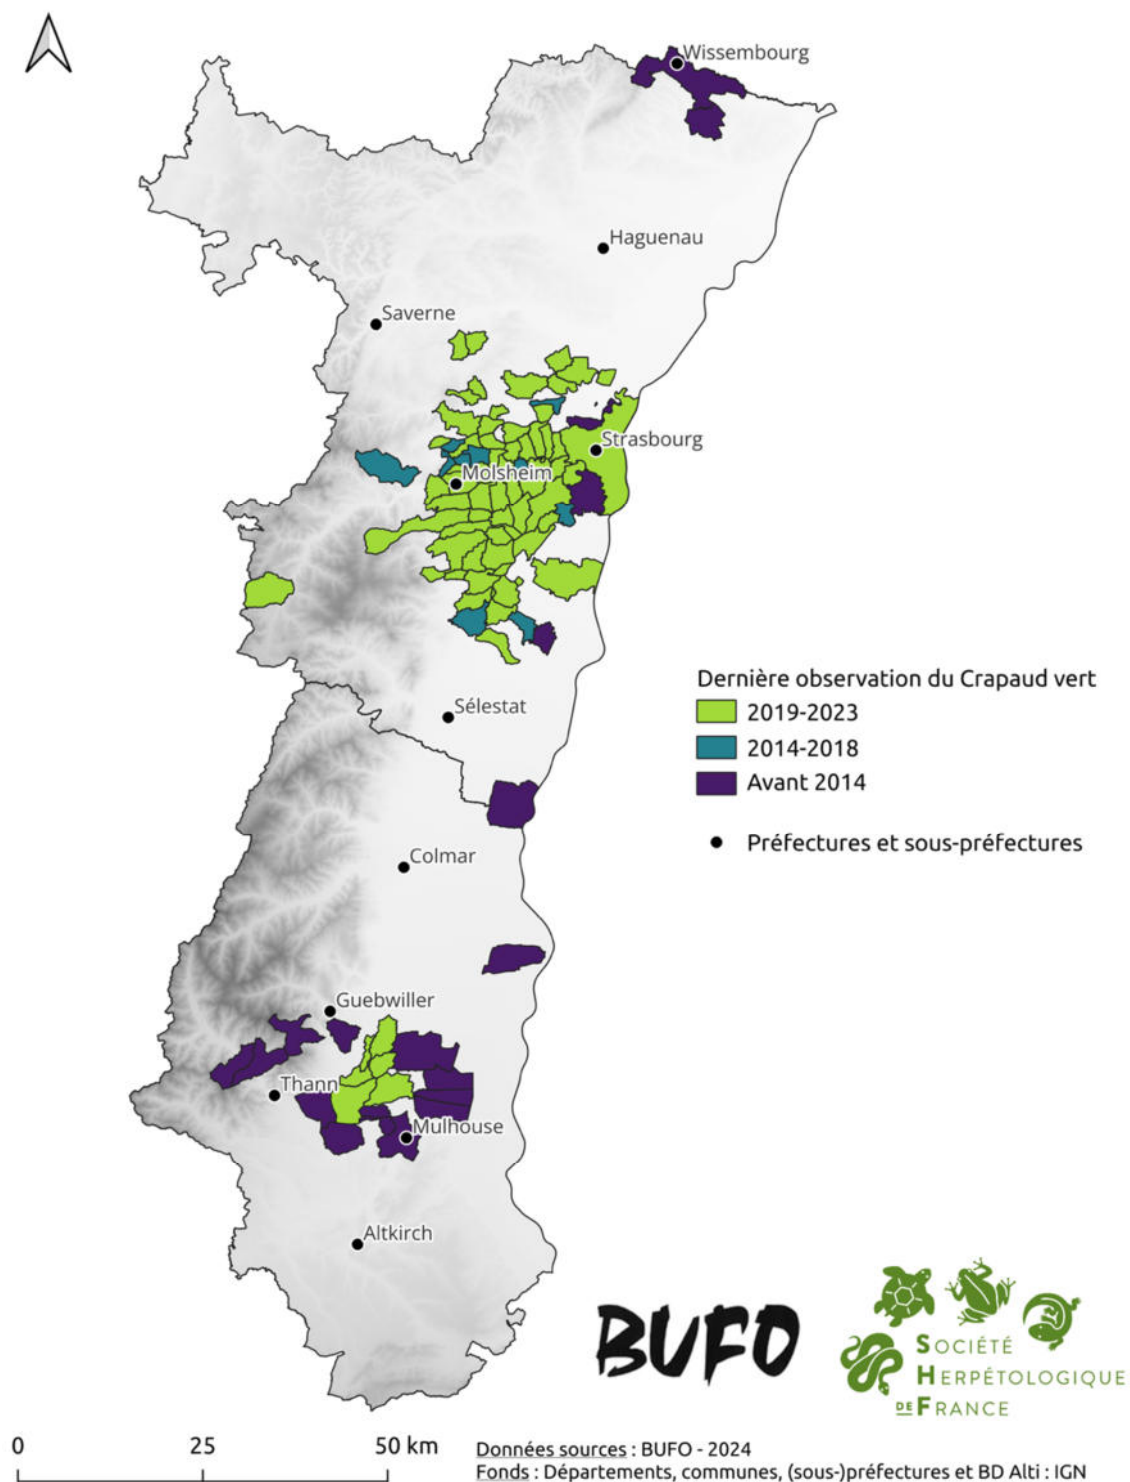 Wissembourg
Haguenau
Saverne
Strasbourg
Molsheim
Dernière observation du Crapaud vert
2019-2023
2014-2018
Avant 2014
Préfectures et sous-préfectures
Sélestat
Colmar
Guebwiller
Thann
Mulhouse
Altkirch
BUFO
SOCIÉTÉ
HERPÉTOLOGIQUE
DE FRANCE
0 25 50 km
Données sources : BUFO - 2024
Fonds : Départements, communes, (sous-)préfectures et BD Alti : IGN